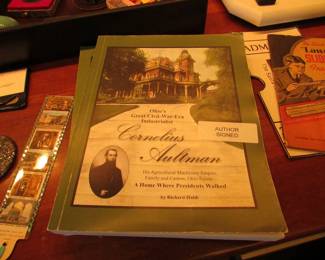 Ohio's
Great Civil-War-Era
Industrialist
Cornelius
Aultman
AUTHOR
SIGNED
His Agricultural Machinery Empire,
Family and Canton, Ohio Estate
A Home Where Presidents Walked
by Richard
ADM